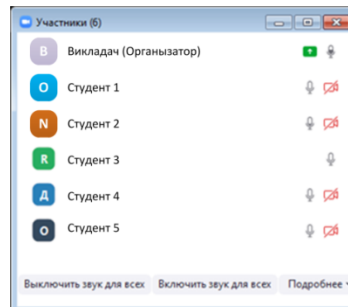 Участники (6)
В Викладач (Органызатор)
О Студент 1
N Студент 2
R Студент 3
Д Студент 4
О Студент 5
Выключить звук для всех Включить звук для всех Подробнее